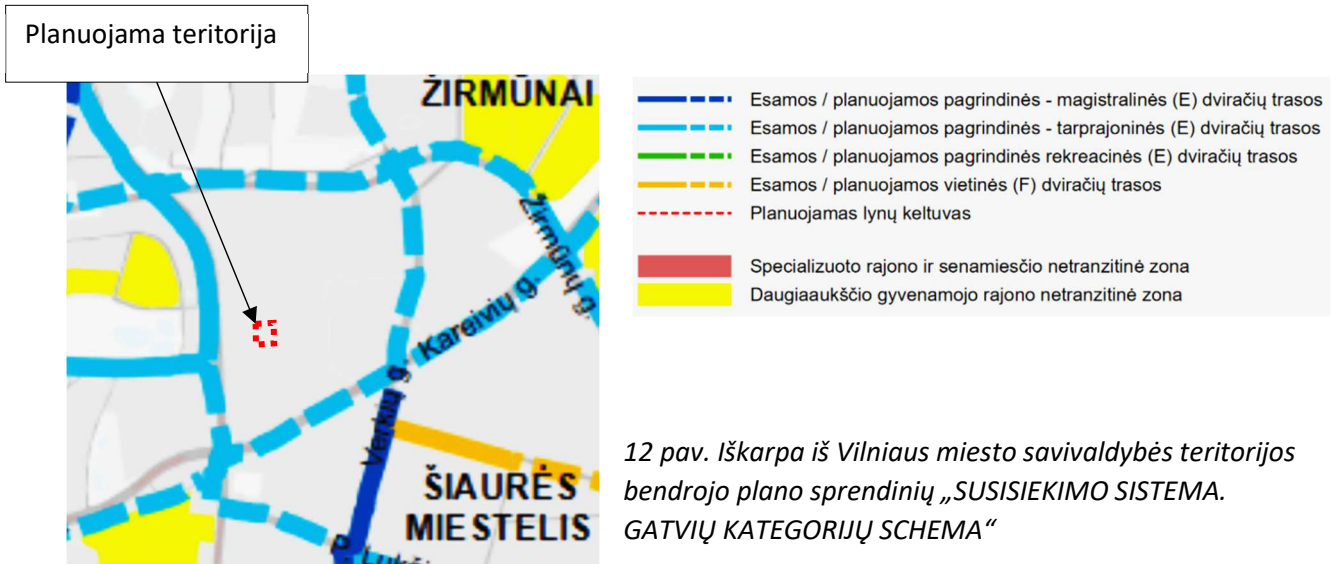 Planuojama teritorija
ŽIRMŪNAI
Žirmūnų g.
Kareivių g.
Verkių g.
ŠIAURĖS
MIESTELIS
Esamos / planuojamos pagrindinės - magistralinės (E) dviračių trasos
Esamos / planuojamos pagrindinės - tarprajoninės (E) dviračių trasos
Esamos / planuojamos pagrindinės rekreacinės (E) dviračių trasos
Esamos / planuojamos vietinės (F) dviračių trasos
Planuojamas lynų keltuvas
Specializuoto rajono ir senamiesčio netranzitinė zona
Daugiaaukščio gyvenamojo rajono netranzitinė zona
12 pav. Iškarpa iš Vilniaus miesto savivaldybės teritorijos
bendrojo plano sprendinių „SUSISIEKIMO SISTEMA.
GATVIŲ KATEGORIJŲ SCHEMA“